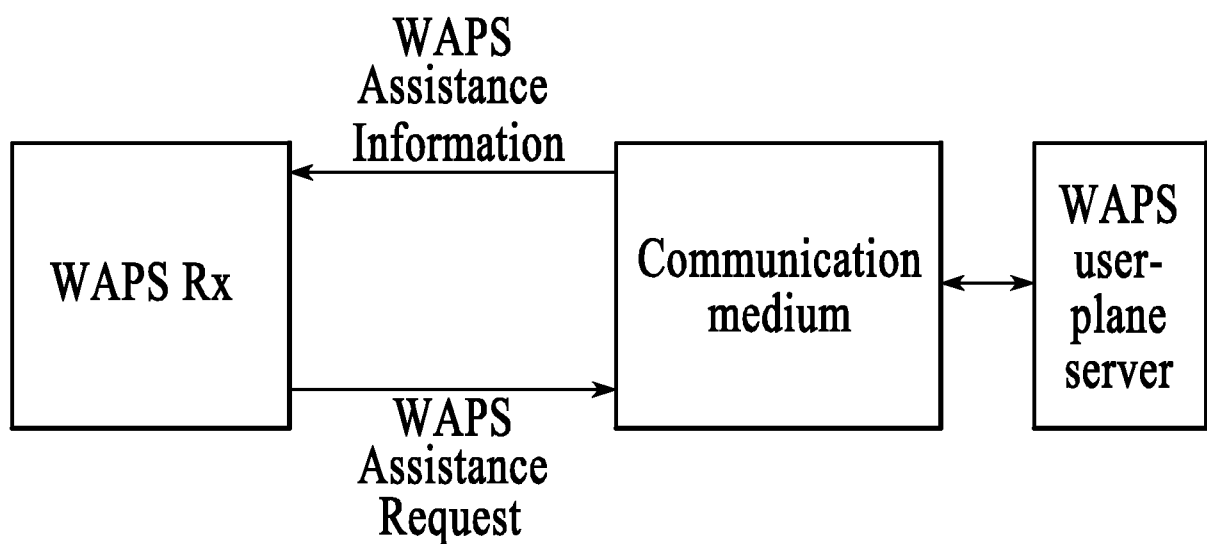 WAPS
Assistance
Information
WAPS Rx
Communication
medium
WAPS
user-
plane
server
WAPS
Assistance
Request